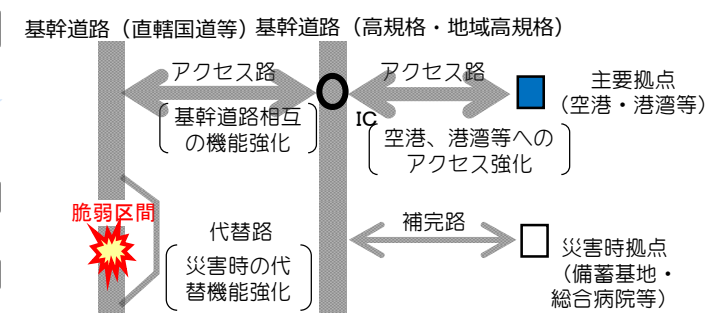 基幹道路（直轄国道等）
基幹道路（高規格・地域高規格）
アクセス路
アクセス路
主要拠点
（空港・港湾等）
IC
基幹道路相互
の機能強化
空港、港湾等への
アクセス強化
脆弱区間
代替路
災害時の代
替機能強化
補完路
災害時拠点
（備蓄基地・
総合病院等）